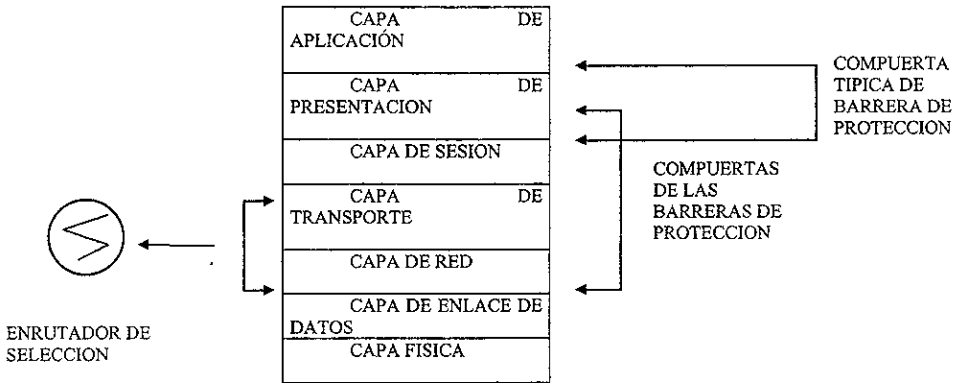 CAPA DE
APLICACIÓN
CAPA DE
PRESENTACION
CAPA DE SESION
CAPA DE
TRANSPORTE
CAPA DE RED
CAPA DE ENLACE DE
DATOS
CAPA FISICA
COMPUERTA
TIPICA DE
BARRERA DE
PROTECCION
COMPUERTAS
DE LAS
BARRERAS DE
PROTECCION
ENRUTADOR DE
SELECCION